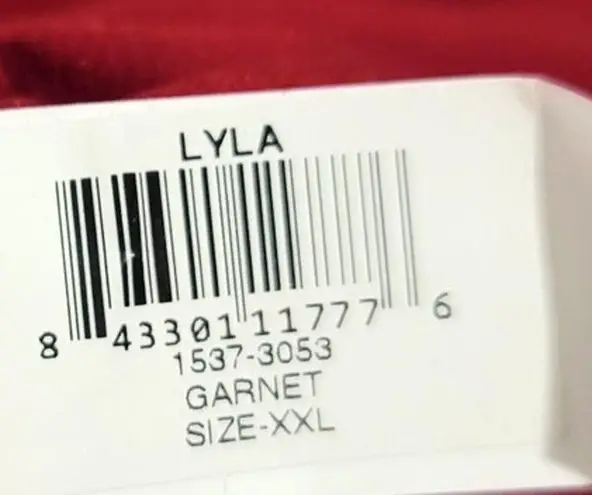 LYLA
8 43301 11777 6
1537-3053
GARNET
SIZE-XXL